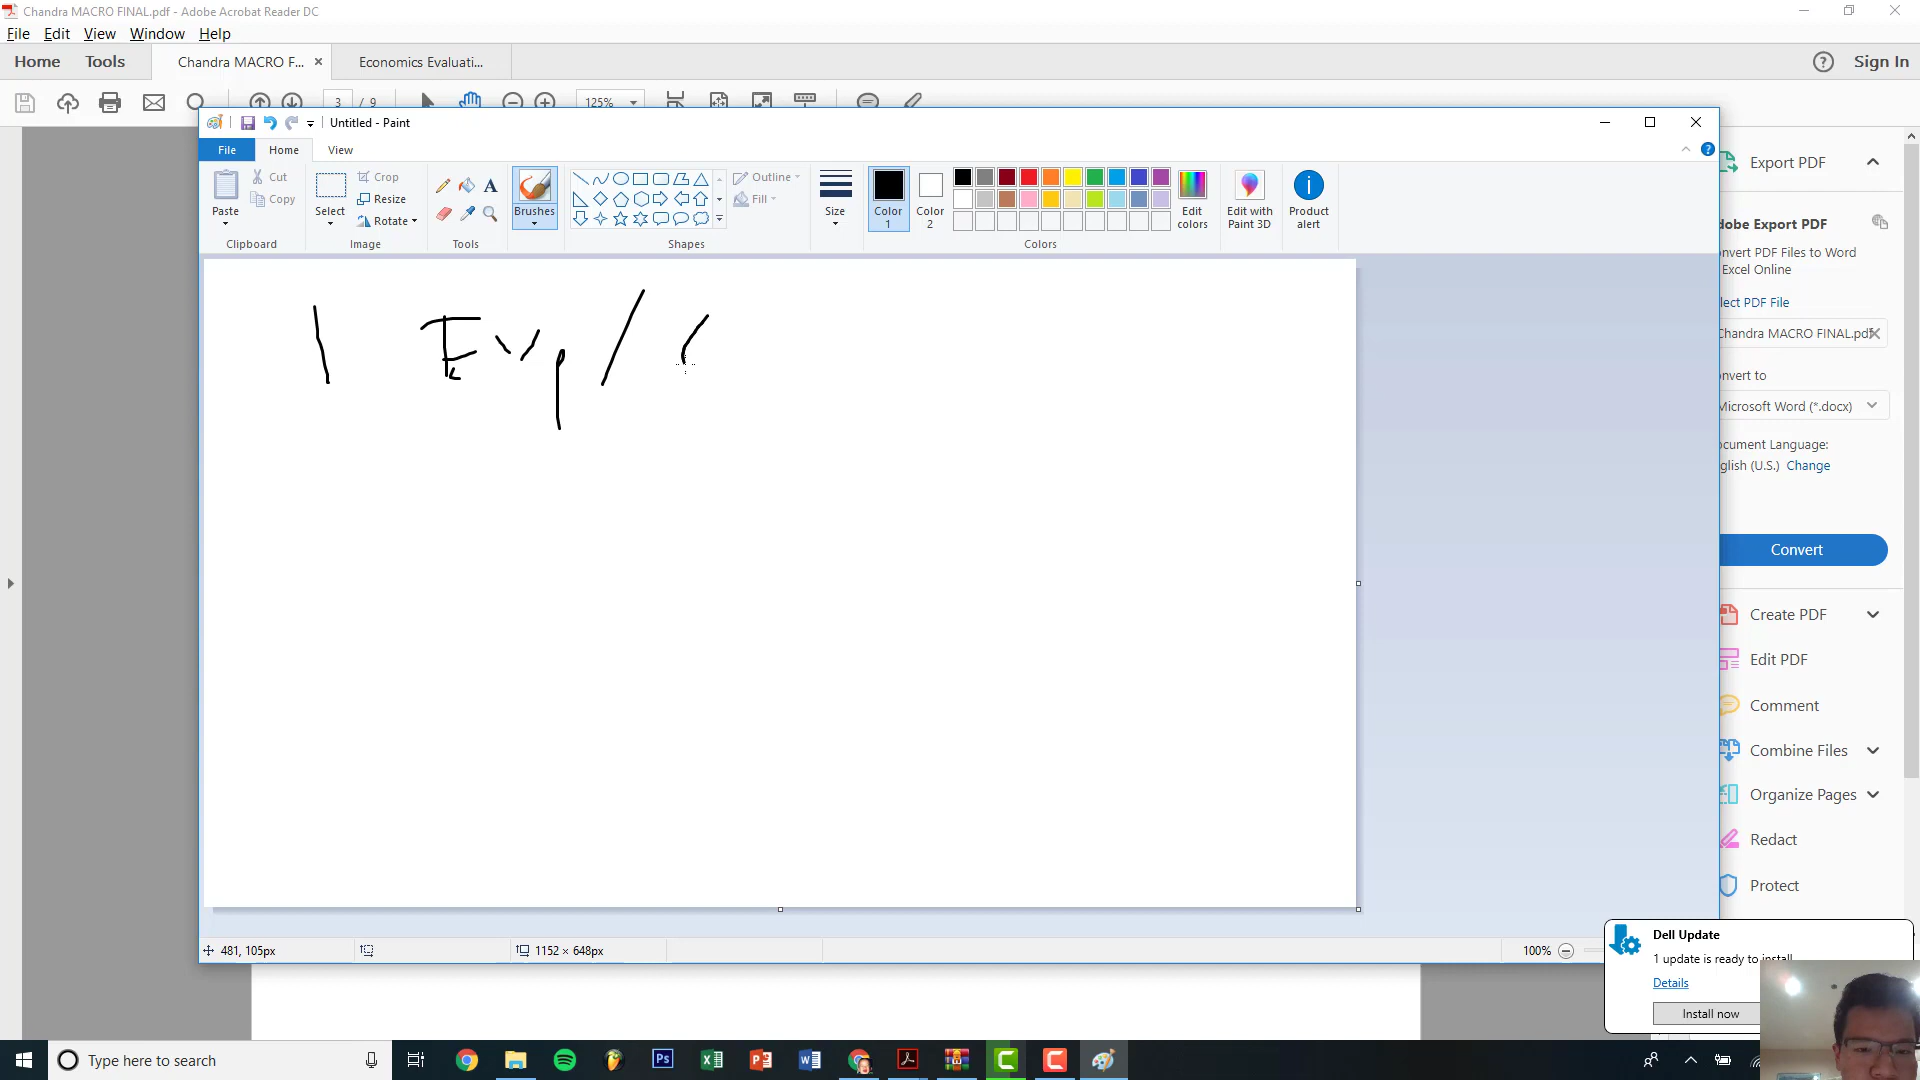 Chandra MACRO FINAL.pdf - Adobe Acrobat Reader DC
File Edit View Window Help
Home Tools Chandra MACRO F... × Economics Evaluati... ? Sign In
3 / 9 125%
Untitled - Paint
File Home View
Paste Cut Copy Select Crop Resize Rotate A Brushes Outline Fill Size Color 1 Color 2 Edit colors Edit with Paint 3D Product alert
Clipboard Image Tools Shapes Colors
Export PDF
dobe Export PDF
onvert PDF Files to Word
Excel Online
lect PDF File
Chandra MACRO FINAL.pdf
onvert to
Microsoft Word (*.docx)
ocument Language:
glish (U.S.) Change
Convert
Create PDF
Edit PDF
Comment
Combine Files
Organize Pages
Redact
Protect
1 Exp / (
481, 105px 1152 × 648px 100%
Dell Update
1 update is ready to install
Details
Install now
Type here to search